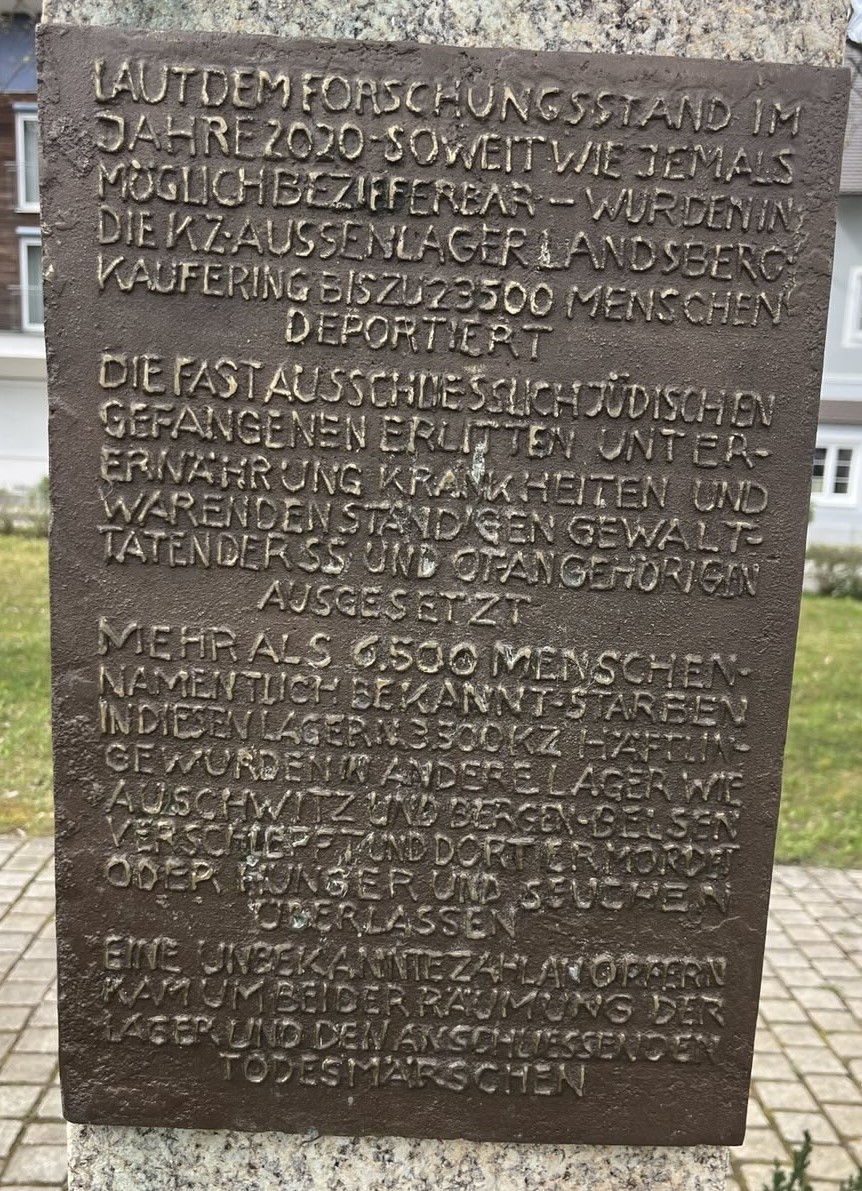 LAUT DEM FORSCHUNGSSTAND IM
JAHRE 2020-SOWEIT WIE JEMALS
MÖGLICH BEZIFFERBAR – WURDEN IN
DIE KZ-AUSSENLAGER LANDSBERG-
KAUFERING BIS ZU 23500 MENSCHEN
DEPORTIERT
DIE FAST AUSSCHLIESSLICH JÜDISCHEN
GEFANGENEN ERLITTEN UNTER-
ERNÄHRUNG KRANKHEITEN UND
WAREN DEN STÄNDIGEN GEWALT-
TATEN DER SS UND OT-ANGEHÖRIGEN
AUSGESETZT
MEHR ALS 6.500 MENSCHEN-
NAMENTLICH BEKANNT-STARBEN
IN DIESEN LAGERN. 3300 KZ HÄFTLIN-
GE WURDEN IN ANDERE LAGER WIE
AUSCHWITZ UND BERGEN-BELSEN
VERSCHLEPPT UND DORT ERMORDET
ODER HUNGER UND SEUCHEN
ÜBERLASSEN
EINE UNBEKANNTE ZAHL AN OPFERN
KAM UM BEI DER RÄUMUNG DER
LAGER UND DEN ANSCHLIESSENDEN
TODESMÄRSCHEN